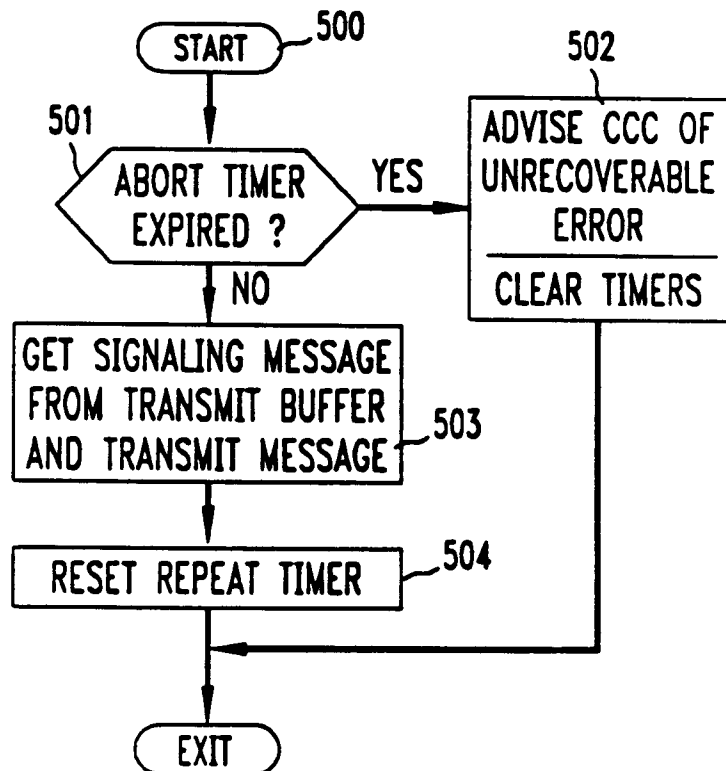 START
500
501
ABORT TIMER
EXPIRED ?
YES
502
ADVISE CCC OF
UNRECOVERABLE
ERROR
CLEAR TIMERS
NO
GET SIGNALING MESSAGE
FROM TRANSMIT BUFFER
AND TRANSMIT MESSAGE
503
RESET REPEAT TIMER
504
EXIT